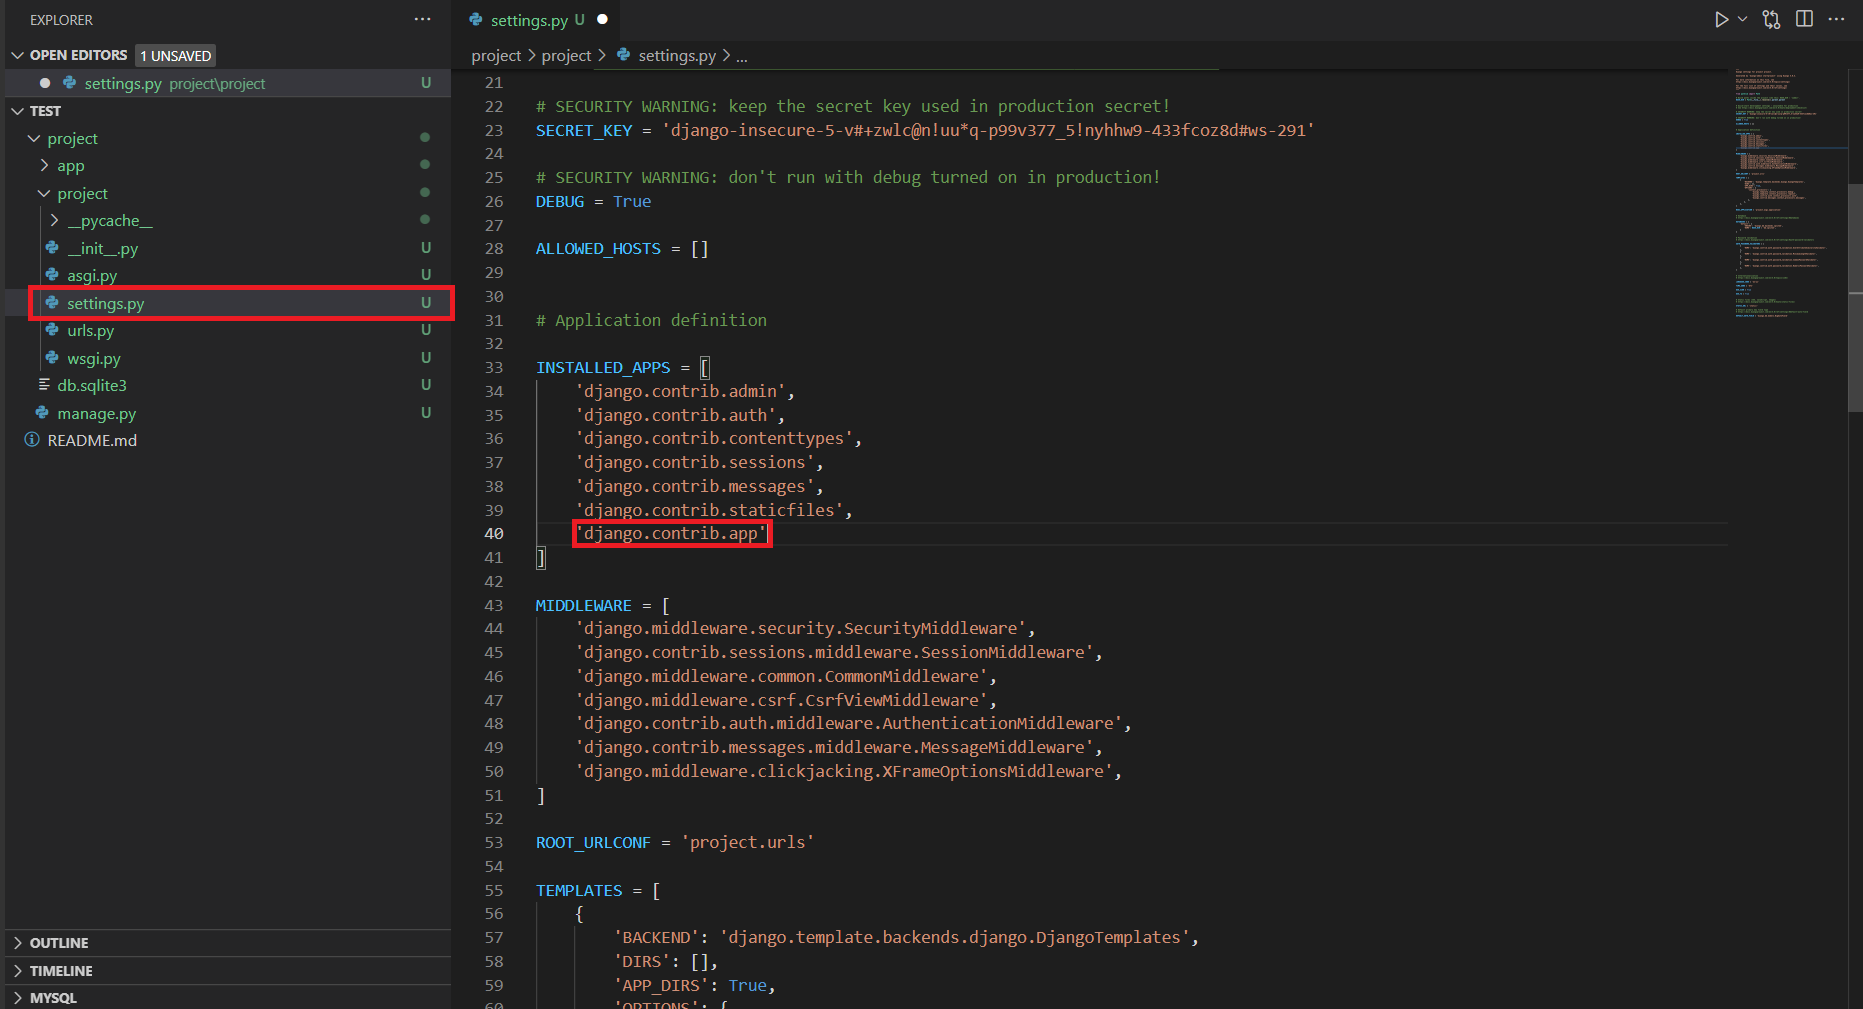 EXPLORER
OPEN EDITORS 1 UNSAVED
settings.py project\project U
TEST
project
app
project
__pycache__
__init__.py U
asgi.py U
settings.py U
urls.py U
wsgi.py U
db.sqlite3 U
manage.py U
README.md
OUTLINE
TIMELINE
MYSQL
settings.py U
project > project > settings.py > ...
21
22 # SECURITY WARNING: keep the secret key used in production secret!
23 SECRET_KEY = 'django-insecure-5-v#+zwlc@n!uu*q-p99v377_5!nyhhw9-433fcoz8d#ws-291'
24
25 # SECURITY WARNING: don't run with debug turned on in production!
26 DEBUG = True
27
28 ALLOWED_HOSTS = []
29
30
31 # Application definition
32
33 INSTALLED_APPS = [
34 'django.contrib.admin',
35 'django.contrib.auth',
36 'django.contrib.contenttypes',
37 'django.contrib.sessions',
38 'django.contrib.messages',
39 'django.contrib.staticfiles',
40 'django.contrib.app'
41 ]
42
43 MIDDLEWARE = [
44 'django.middleware.security.SecurityMiddleware',
45 'django.contrib.sessions.middleware.SessionMiddleware',
46 'django.middleware.common.CommonMiddleware',
47 'django.middleware.csrf.CsrfViewMiddleware',
48 'django.contrib.auth.middleware.AuthenticationMiddleware',
49 'django.contrib.messages.middleware.MessageMiddleware',
50 'django.middleware.clickjacking.XFrameOptionsMiddleware',
51 ]
52
53 ROOT_URLCONF = 'project.urls'
54
55 TEMPLATES = [
56 {
57 'BACKEND': 'django.template.backends.django.DjangoTemplates',
58 'DIRS': [],
59 'APP_DIRS': True,
60 'OPTIONS': {